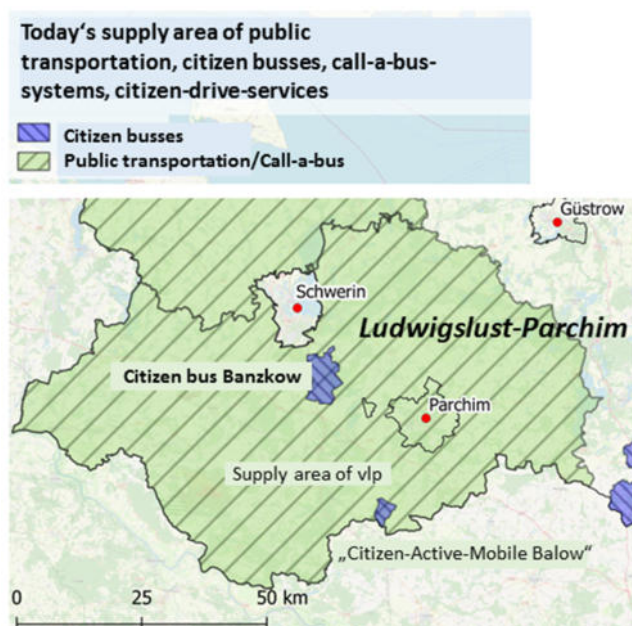 Today‘s supply area of public
transportation, citizen busses, call-a-bus-
systems, citizen-drive-services
Citizen busses
Public transportation/Call-a-bus
Güstrow
Schwerin
Ludwigslust-Parchim
Citizen bus Banzkow
Parchim
Supply area of vlp
„Citizen-Active-Mobile Balow“
0 25 50 km